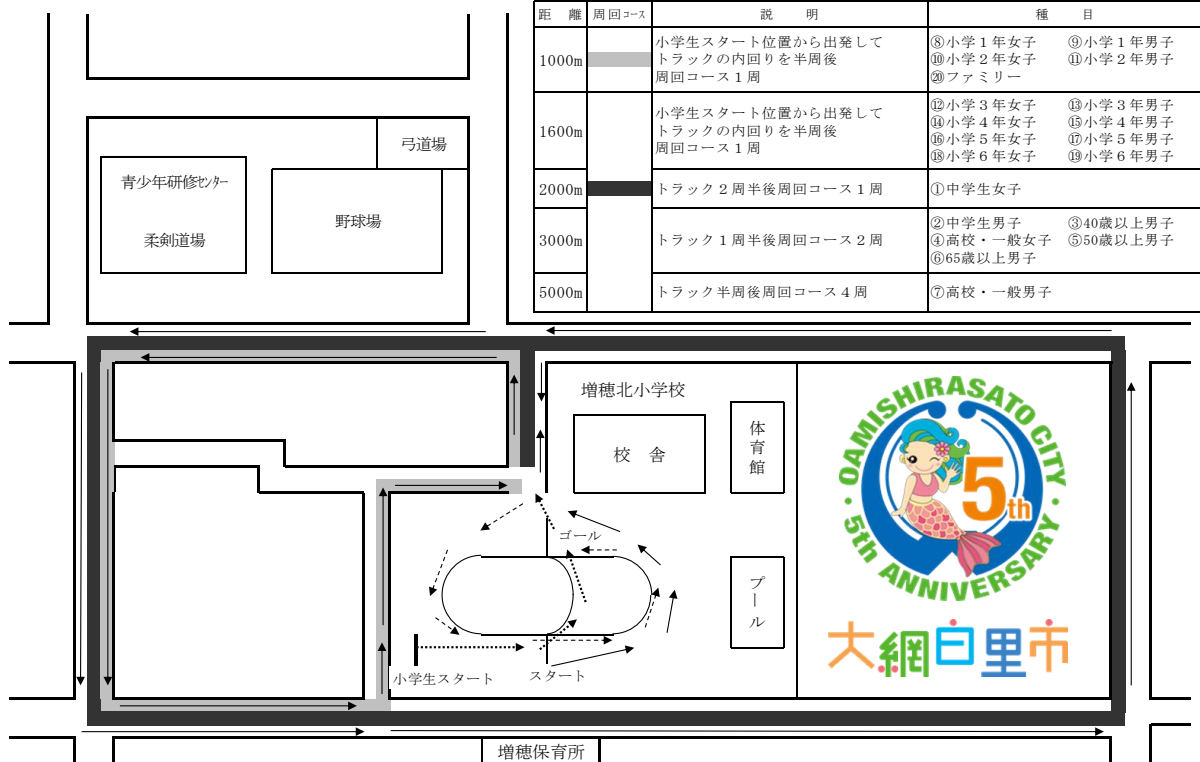 距　離 周回コース 説　　明 種　　目
1000m
小学生スタート位置から出発して
トラックの内回りを半周後
周回コース１周
⑧小学１年女子 ⑨小学１年男子
⑩小学２年女子 ⑪小学２年男子
⑳ファミリー
1600m
小学生スタート位置から出発して
トラックの内回りを半周後
周回コース１周
⑫小学３年女子 ⑬小学３年男子
⑭小学４年女子 ⑮小学４年男子
⑯小学５年女子 ⑰小学５年男子
⑱小学６年女子 ⑲小学６年男子
2000m トラック２周半後周回コース１周 ①中学生女子
3000m トラック１周半後周回コース２周
②中学生男子 ③40歳以上男子
④高校・一般女子 ⑤50歳以上男子
⑥65歳以上男子
5000m トラック半周後周回コース４周 ⑦高校・一般男子
弓道場
青少年研修センター
柔剣道場
野球場
増穂北小学校
校　舎
体育館
プール
ゴール
小学生スタート
スタート
増穂保育所
OAMISHIRASATO CITY
5th
5th ANNIVERSARY
大網白里市